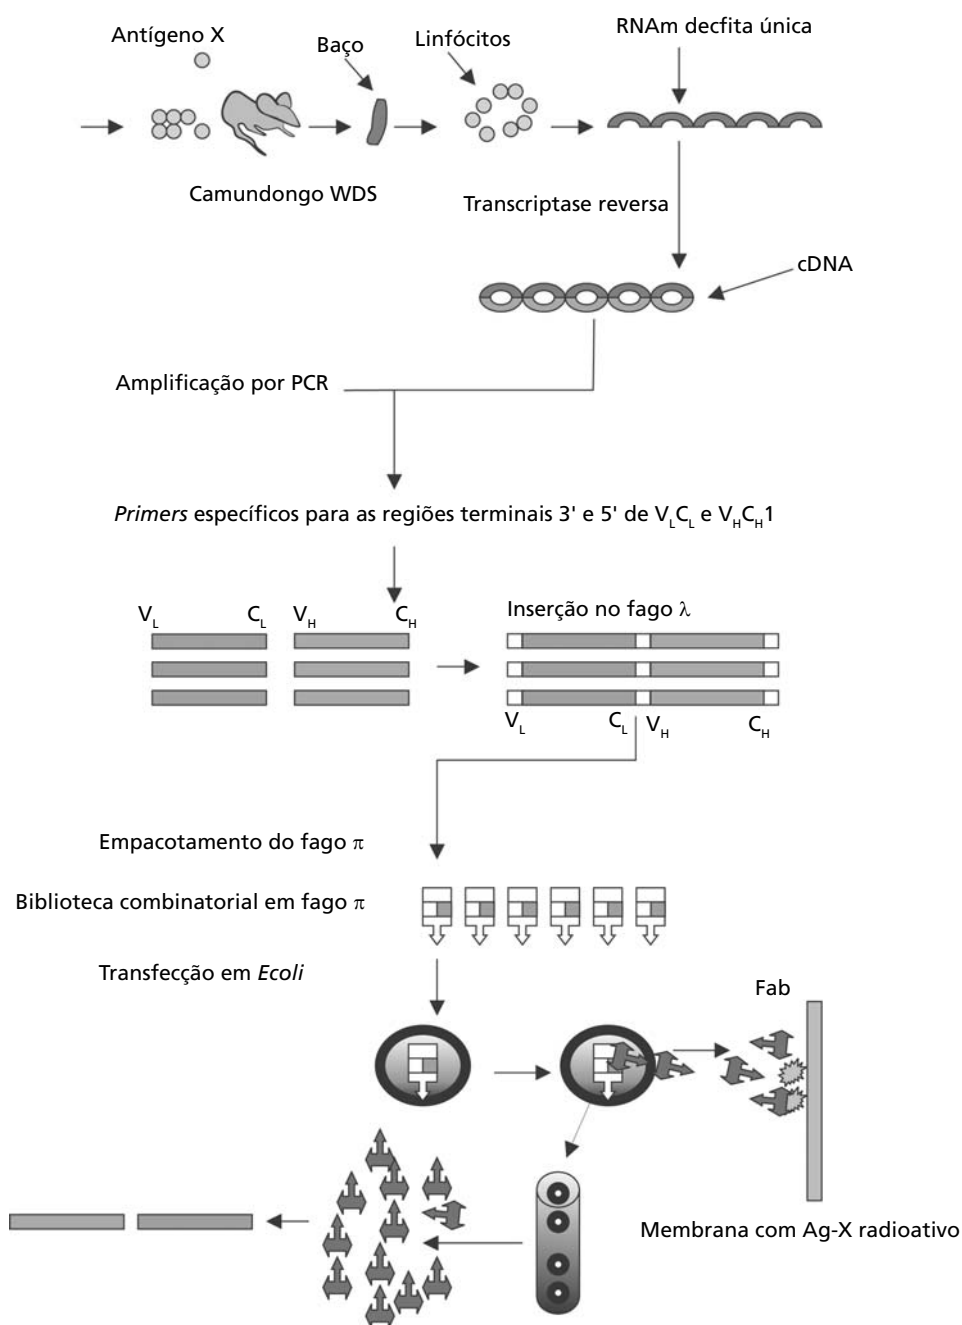 Antígeno X
Baço
Linfócitos
RNAm decfita única
Camundongo WDS
Transcriptase reversa
cDNA
Amplificação por PCR
Primers específicos para as regiões terminais 3' e 5' de VLCL e VHCH1
VL CL VH CH
Inserção no fago λ
VL CL VH CH
Empacotamento do fago π
Biblioteca combinatorial em fago π
Transfecção em Ecoli
Fab
Membrana com Ag-X radioativo